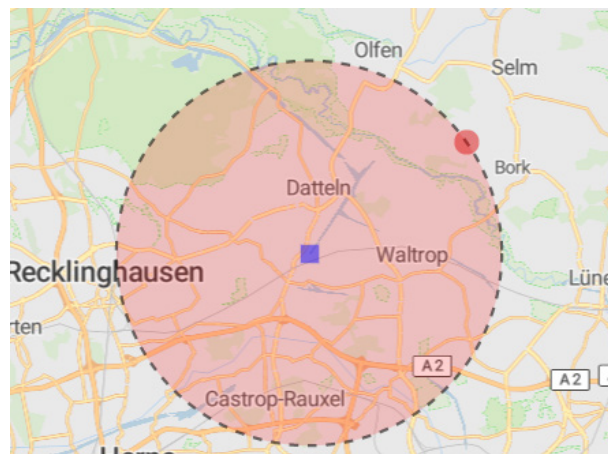 Olfen
Selm
Bork
Datteln
Waltrop
Recklinghausen
Lüne
rten
A2
A2
Castrop-Rauxel